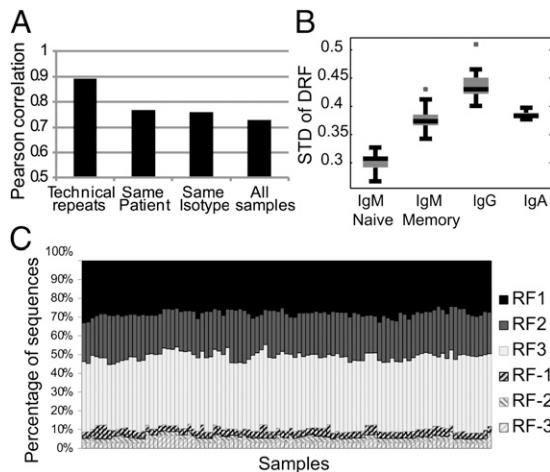 A
Pearson correlation
1
0.9
0.8
0.7
0.6
0.5
Technical repeats
Same Patient
Same Isotype
All samples
B
STD of DRF
0.5
0.45
0.4
0.35
0.3
IgM Naive
IgM Memory
IgG
IgA
C
Percentage of sequences
100%
90%
80%
70%
60%
50%
40%
30%
20%
10%
0%
Samples
RF1
RF2
RF3
RF-1
RF-2
RF-3